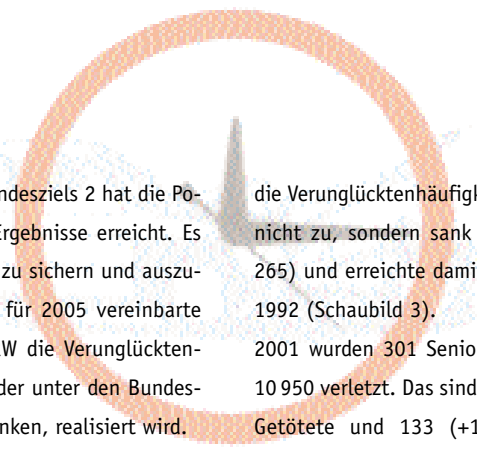 ndesziels 2 hat die Po-
Ergebnisse erreicht. Es
zu sichern und auszu-
für 2005 vereinbarte
W die Verunglückten-
der unter den Bundes-
nken, realisiert wird.
die Verunglücktenhäufigk
nicht zu, sondern sank
265) und erreichte damit
1992 (Schaubild 3).
2001 wurden 301 Senio
10 950 verletzt. Das sind
Getötete und 133 (+1